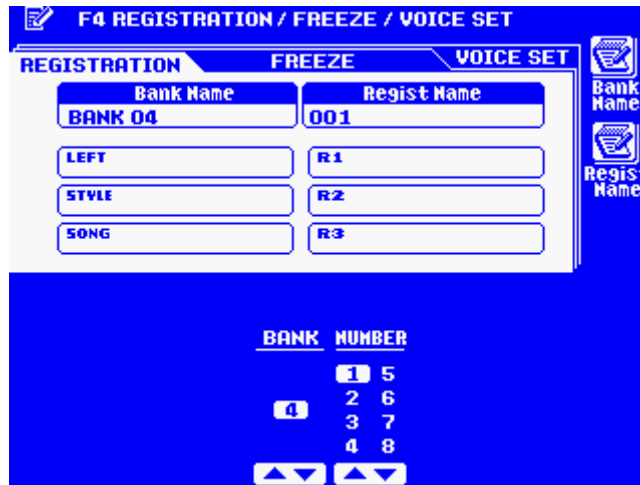 F4 REGISTRATION / FREEZE / VOICE SET
REGISTRATION FREEZE VOICE SET
Bank Name Regist Name
BANK 04 001
LEFT R1
STYLE R2
SONG R3
Bank
Name
Regist
Name
BANK NUMBER
1 5
2 6
4
3 7
4 8